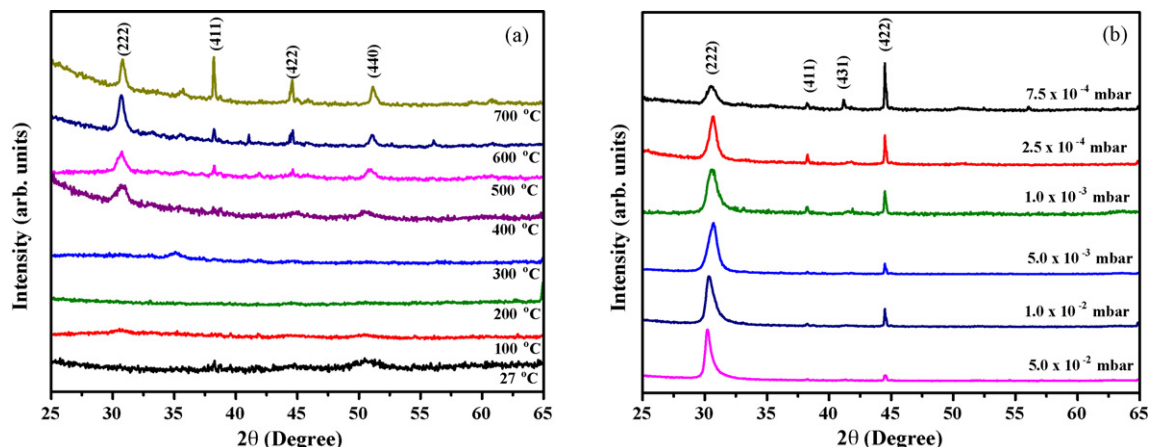 (a)
(222)
(411)
(422)
(440)
700 °C
600 °C
500 °C
400 °C
300 °C
200 °C
100 °C
27 °C
Intensity (arb. units)
25 30 35 40 45 50 55 60 65
2θ (Degree)
(b)
(222)
(411)
(431)
(422)
7.5 x 10⁻⁴ mbar
2.5 x 10⁻⁴ mbar
1.0 x 10⁻³ mbar
5.0 x 10⁻³ mbar
1.0 x 10⁻² mbar
5.0 x 10⁻² mbar
Intensity (arb. units)
25 30 35 40 45 50 55 60 65
2θ (Degree)